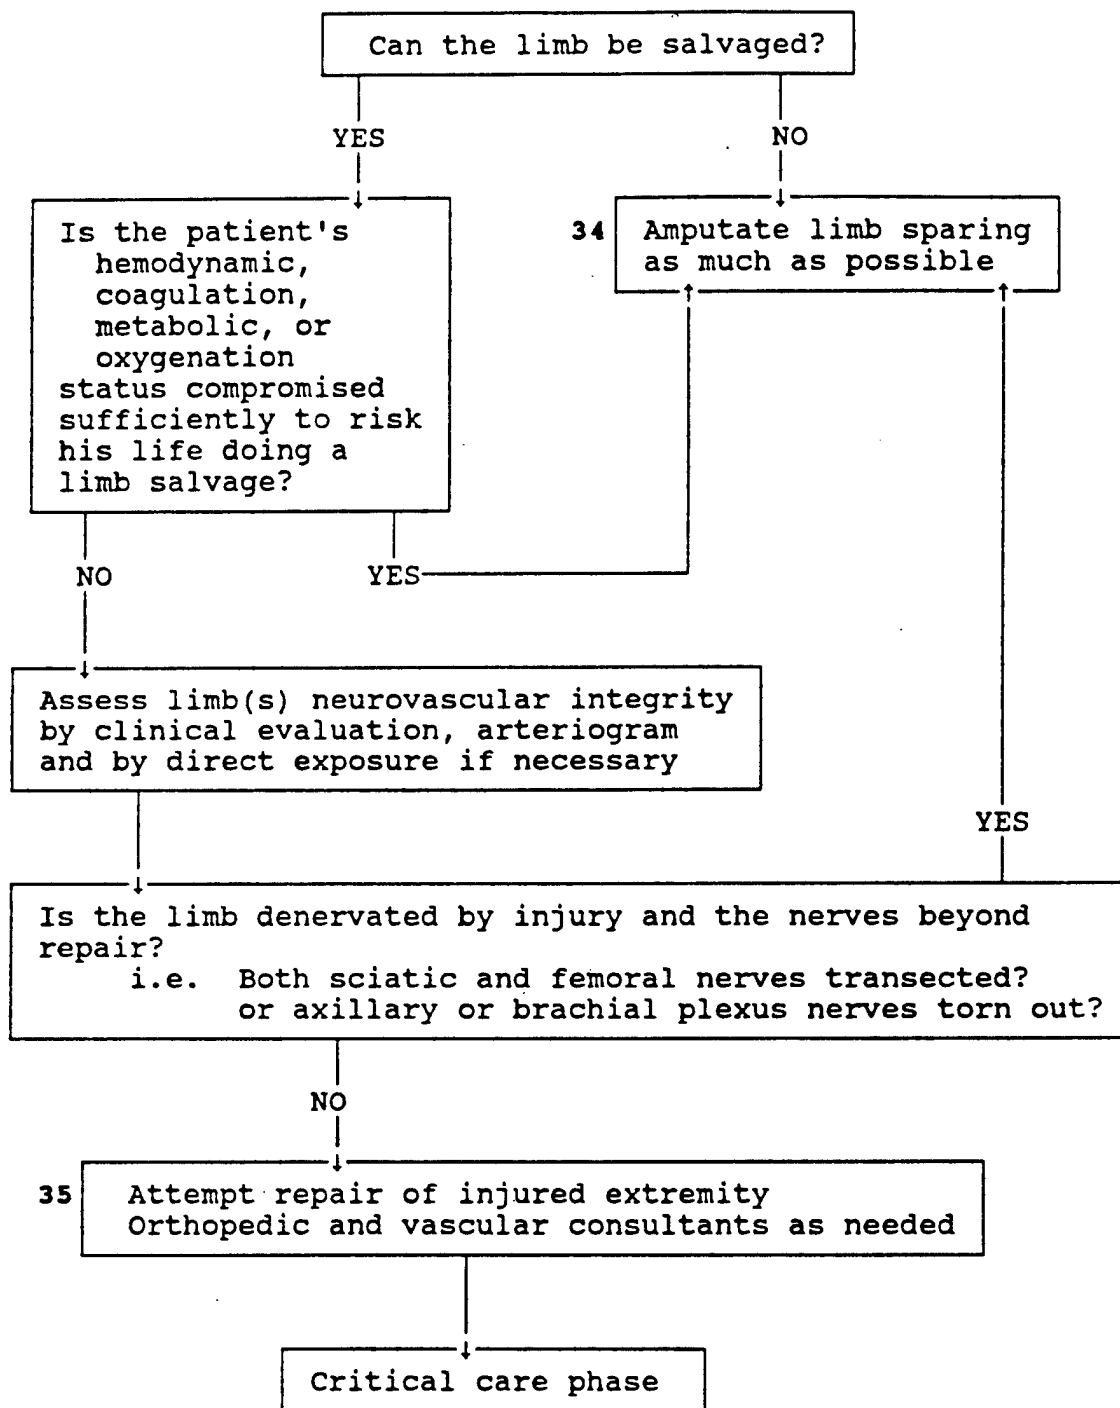 Can the limb be salvaged?
YES
NO
Is the patient's
hemodynamic,
coagulation,
metabolic, or
oxygenation
status compromised
sufficiently to risk
his life doing a
limb salvage?
34
Amputate limb sparing
as much as possible
NO
YES
Assess limb(s) neurovascular integrity
by clinical evaluation, arteriogram
and by direct exposure if necessary
YES
Is the limb denervated by injury and the nerves beyond
repair?
i.e. Both sciatic and femoral nerves transected?
or axillary or brachial plexus nerves torn out?
NO
35
Attempt repair of injured extremity
Orthopedic and vascular consultants as needed
Critical care phase